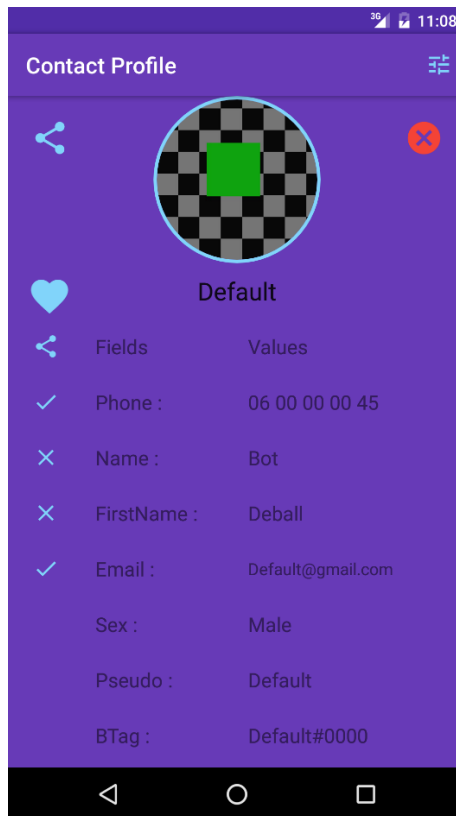 3G 11:08
Contact Profile
Default
Fields Values
Phone : 06 00 00 00 45
Name : Bot
FirstName : Deball
Email : Default@gmail.com
Sex : Male
Pseudo : Default
BTag : Default#0000